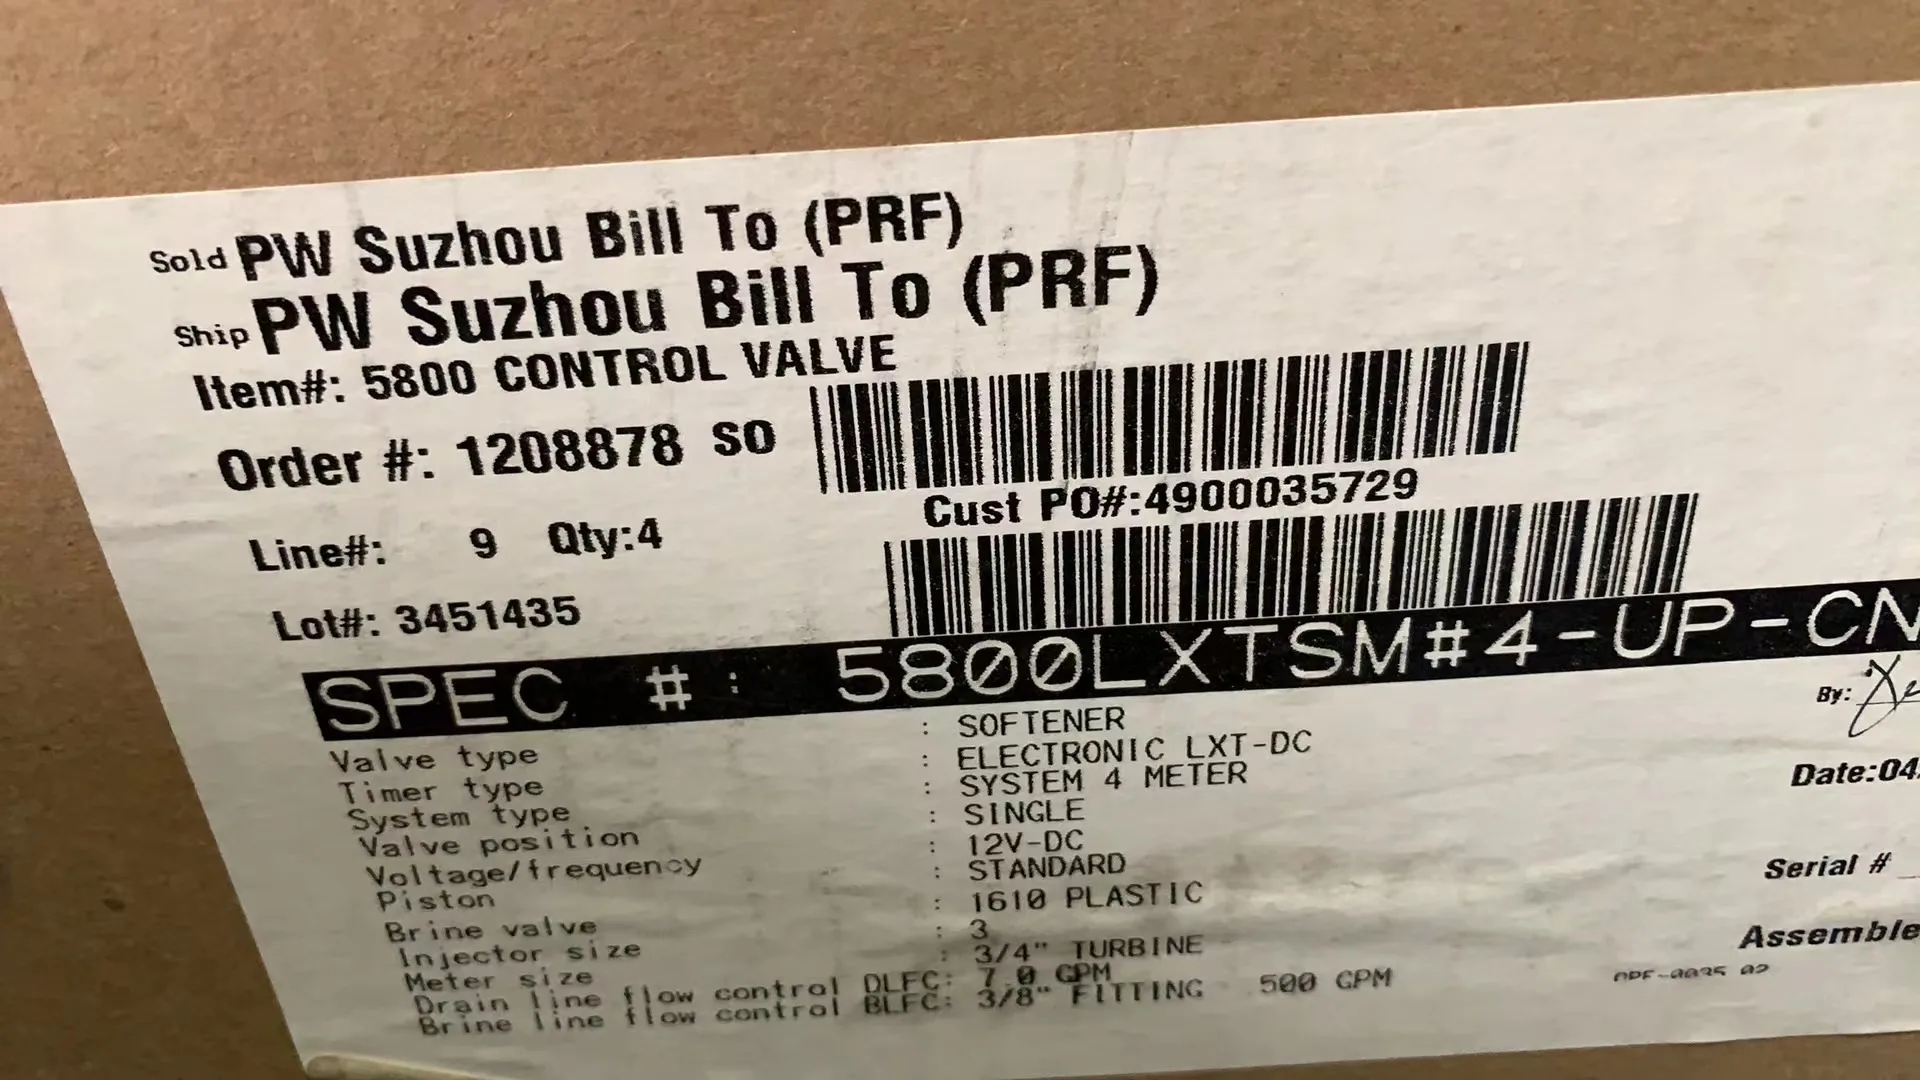 Sold PW Suzhou Bill To (PRF)
Ship PW Suzhou Bill To (PRF)
Item#: 5800 CONTROL VALVE
Order #: 1208878 SO
Cust PO#:4900035729
Line#: 9 Qty:4
Lot#: 3451435
SPEC #: 5800LXTSM#4-UP-CN
By:
Valve type : SOFTENER
Timer type : ELECTRONIC LXT-DC
System type : SYSTEM 4 METER
Date:04
Valve position : SINGLE
Voltage/frequency : 12V-DC
Piston : STANDARD
Serial #
Brine valve : 1610 PLASTIC
Injector size : 3
Assemble
Meter size : 3/4" TURBINE
Drain line flow control DLFC: 7.0 GPM
Brine line flow control BLFC: 3/8" FITTING .500 GPM